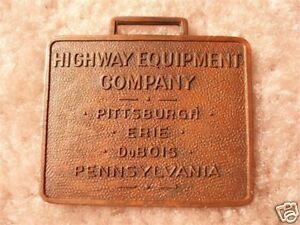 HIGHWAY EQUIPMENT
COMPANY
PITTSBURGH
· ERIE ·
· DuBOIS ·
PENNSYLVANIA